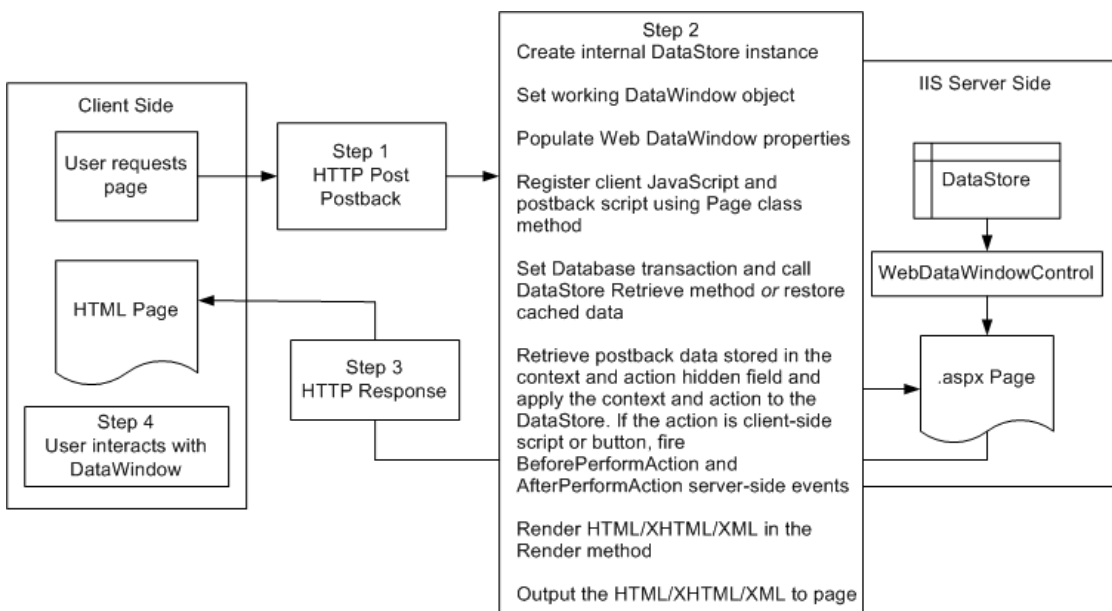 Client Side
User requests
page
HTML Page
Step 4
User interacts with
DataWindow
Step 1
HTTP Post
Postback
Step 3
HTTP Response
Step 2
Create internal DataStore instance
Set working DataWindow object
Populate Web DataWindow properties
Register client JavaScript and
postback script using Page class
method
Set Database transaction and call
DataStore Retrieve method or restore
cached data
Retrieve postback data stored in the
context and action hidden field and
apply the context and action to the
DataStore. If the action is client-side
script or button, fire
BeforePerformAction and
AfterPerformAction server-side events
Render HTML/XHTML/XML in the
Render method
Output the HTML/XHTML/XML to page
IIS Server Side
DataStore
WebDataWindowControl
.aspx Page